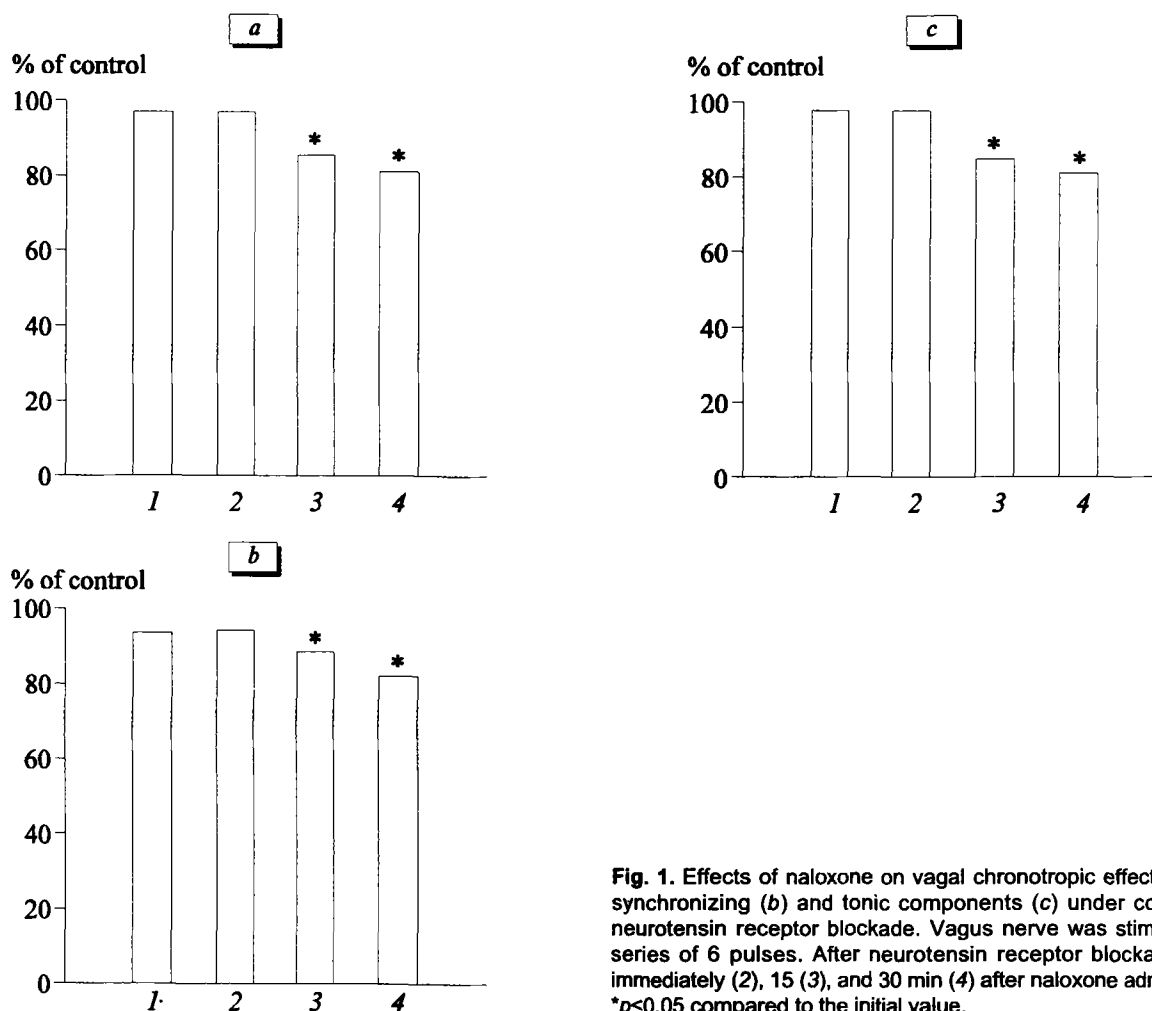 a
% of control
100
80
60
40
20
0
* *
1 2 3 4
c
% of control
100
80
60
40
20
0
* *
1 2 3 4
b
% of control
100
80
60
40
20
0
* *
1 2 3 4
Fig. 1. Effects of naloxone on vagal chronotropic effect
synchronizing (b) and tonic components (c) under co
neurotensin receptor blockade. Vagus nerve was stim
series of 6 pulses. After neurotensin receptor blocka
immediately (2), 15 (3), and 30 min (4) after naloxone adr
*p<0.05 compared to the initial value.